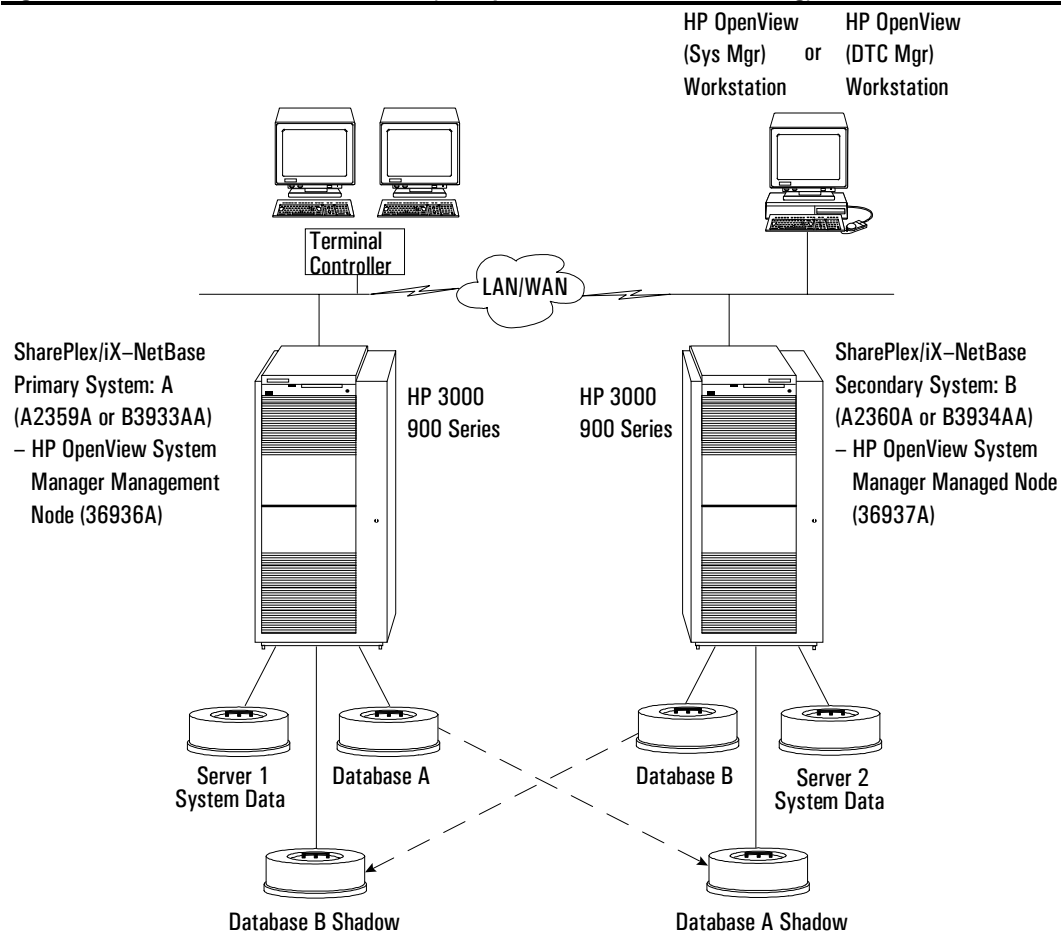 HP OpenView
(Sys Mgr)
Workstation
or
HP OpenView
(DTC Mgr)
Workstation
Terminal
Controller
LAN/WAN
SharePlex/iX–NetBase
Primary System: A
(A2359A or B3933AA)
– HP OpenView System
Manager Management
Node (36936A)
HP 3000
900 Series
HP 3000
900 Series
SharePlex/iX–NetBase
Secondary System: B
(A2360A or B3934AA)
– HP OpenView System
Manager Managed Node
(36937A)
Server 1
System Data
Database A
Database B
Server 2
System Data
Database B Shadow
Database A Shadow